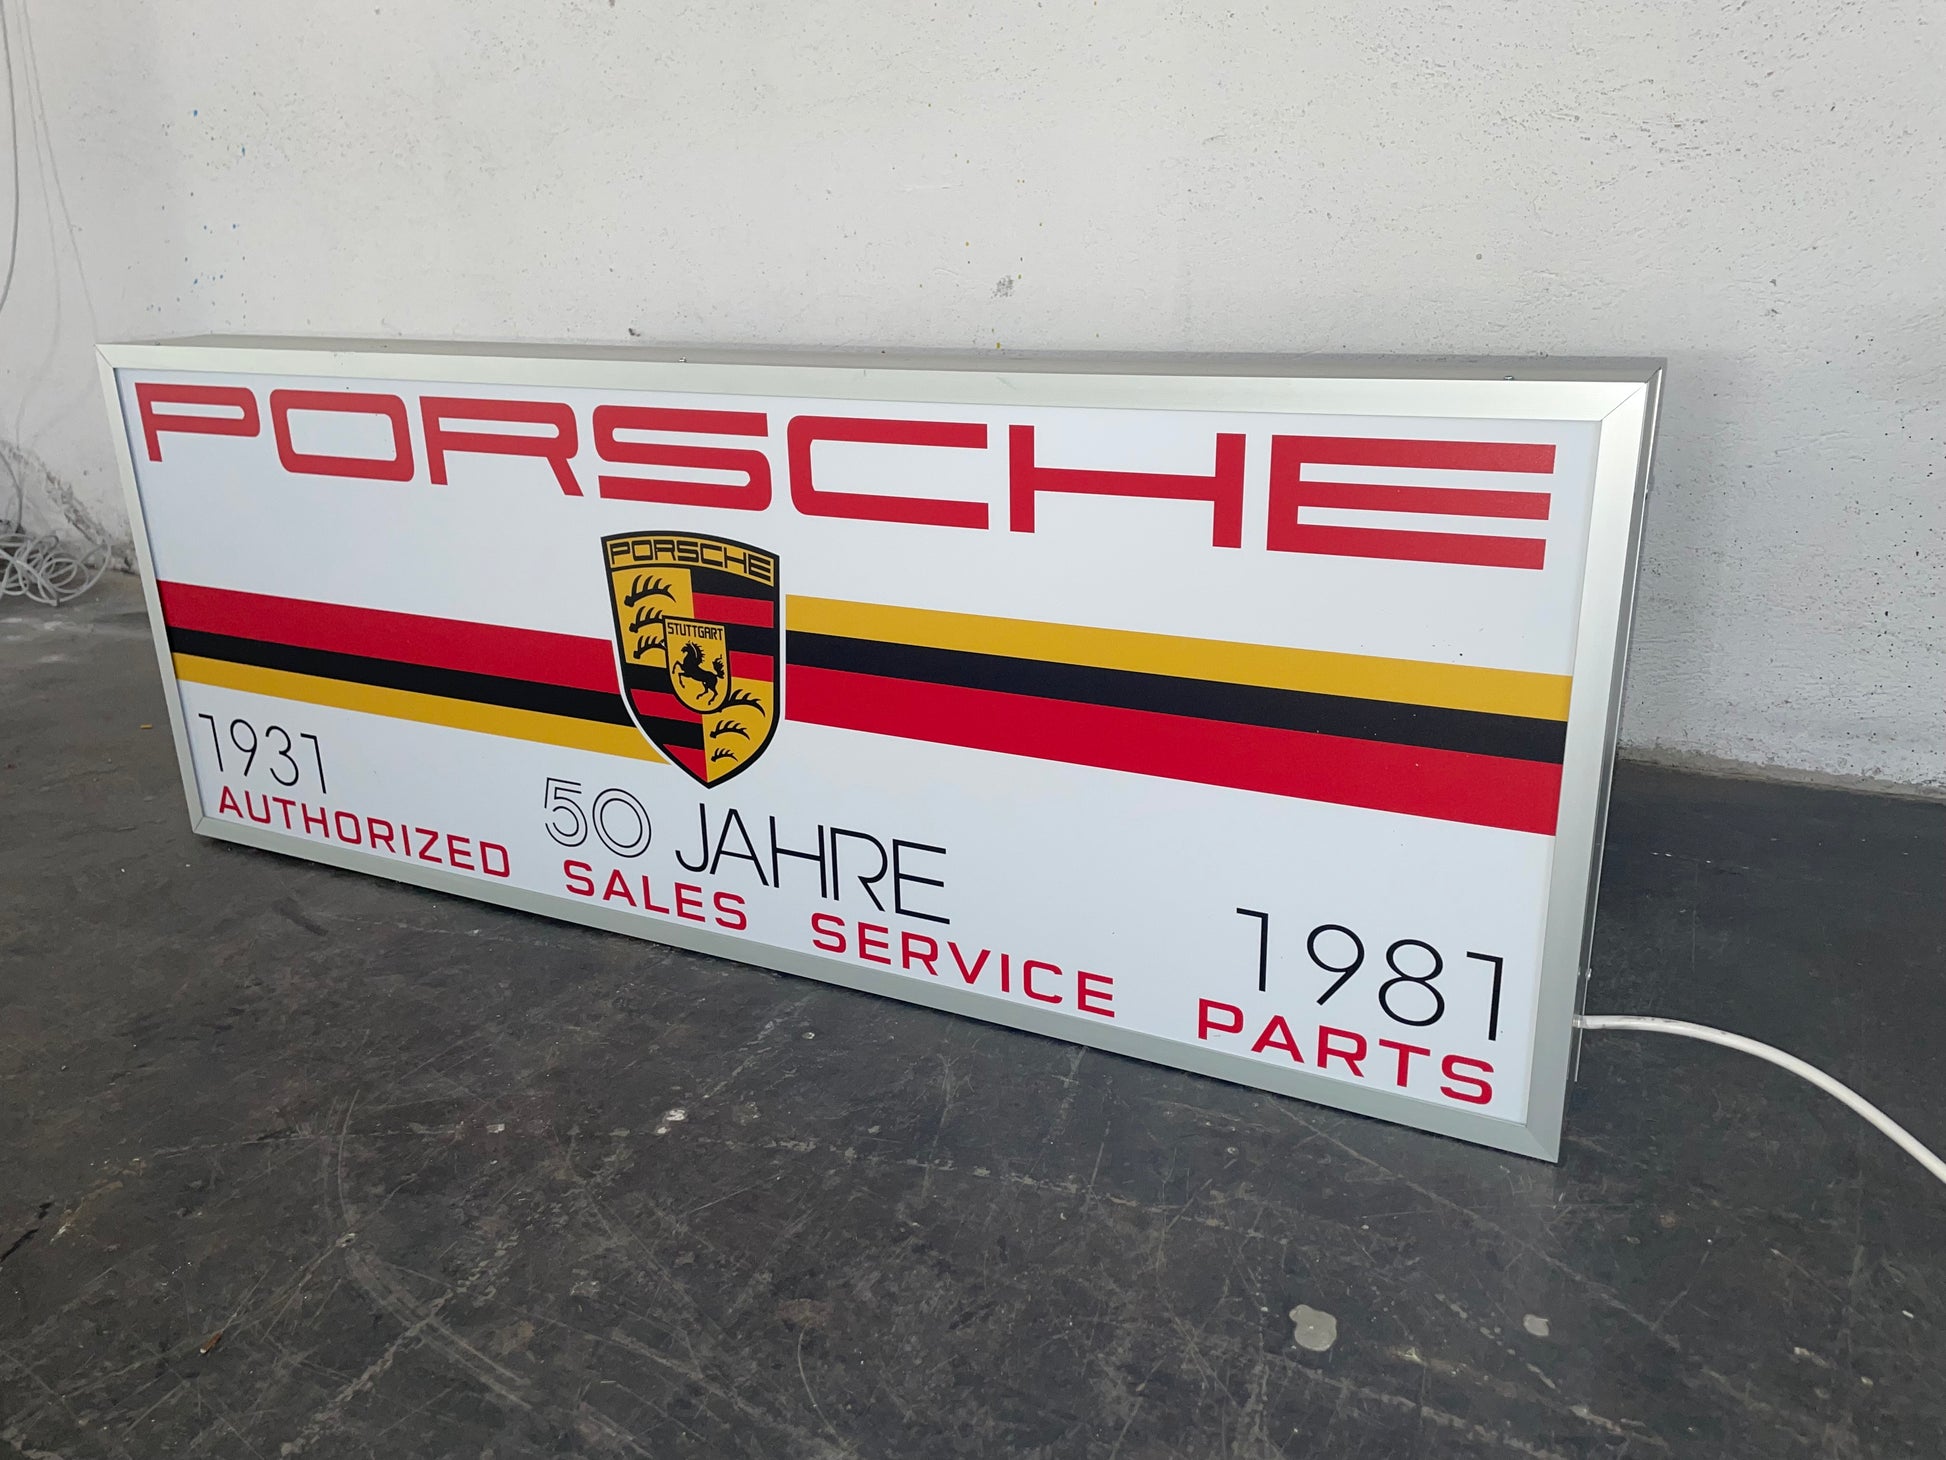 PORSCHE
PORSCHE
STUTTGART
1931
50 JAHRE
1981
AUTHORIZED SALES SERVICE PARTS